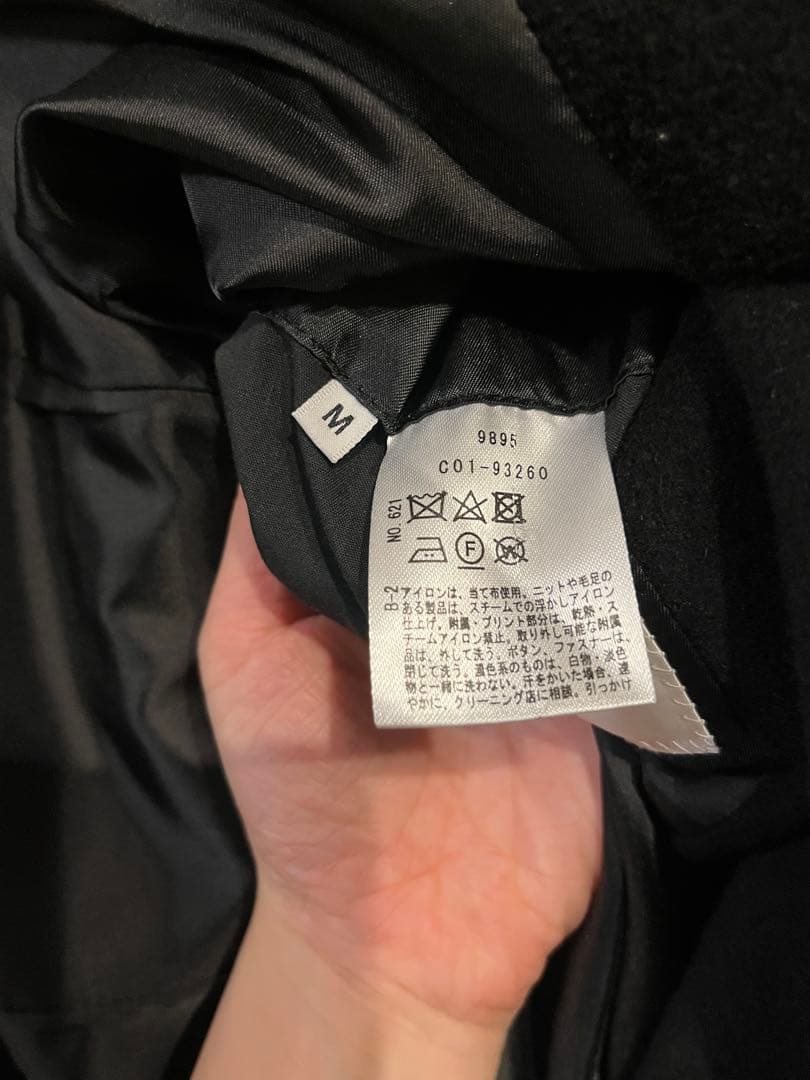 M
9895
C01-93260
NO.621
F
W
B-2
アイロンは、当て布使用。ニットや毛足の
ある製品は、スチームでの浮かしアイロン
仕上げ。附属・プリント部分は、乾熱・ス
チームアイロン禁止。取り外し可能な附属
品は、外して洗う。ボタン、ファスナーは、
閉じて洗う。濃色系のものは、白物・淡色
物と一緒に洗わない。汗をかいた場合、速
やかに、クリーニング店に相談。引っかけ